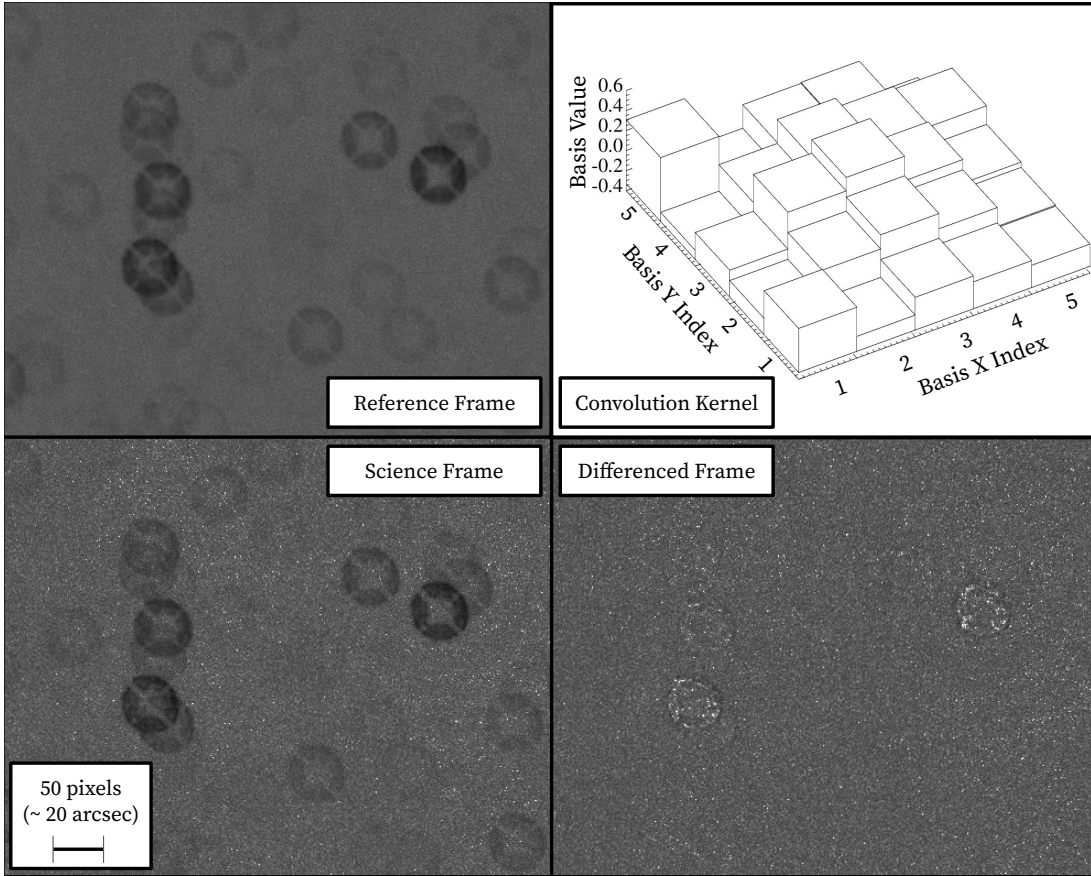 Reference Frame
0.6
0.4
0.2
0.0
-0.2
-0.4
Basis Value
5
4
3
2
1
Basis Y Index
1
2
3
4
5
Basis X Index
Convolution Kernel
Science Frame
50 pixels
(~ 20 arcsec)
Differenced Frame